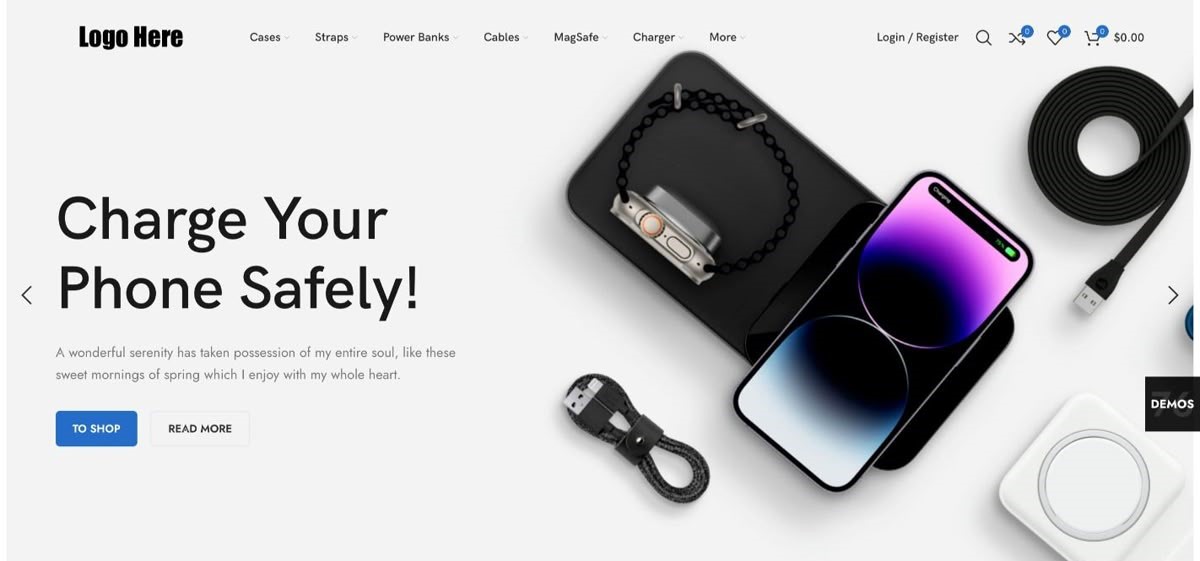 Logo Here
Cases
Straps
Power Banks
Cables
MagSafe
Charger
More
Login / Register
0
0
0
$0.00
Charge Your
Phone Safely!
A wonderful serenity has taken possession of my entire soul, like these
sweet mornings of spring which I enjoy with my whole heart.
TO SHOP
READ MORE
Charging
DEMOS